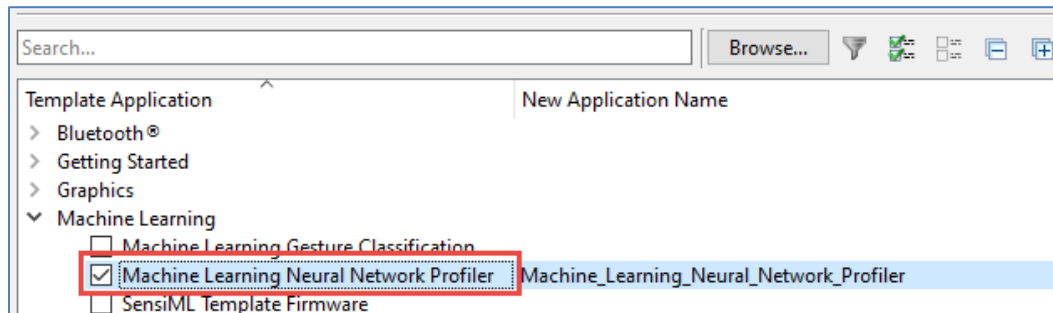 Search...
Browse...
Template Application New Application Name
Bluetooth®
Getting Started
Graphics
Machine Learning
Machine Learning Gesture Classification
Machine Learning Neural Network Profiler Machine_Learning_Neural_Network_Profiler
SensiML Template Firmware